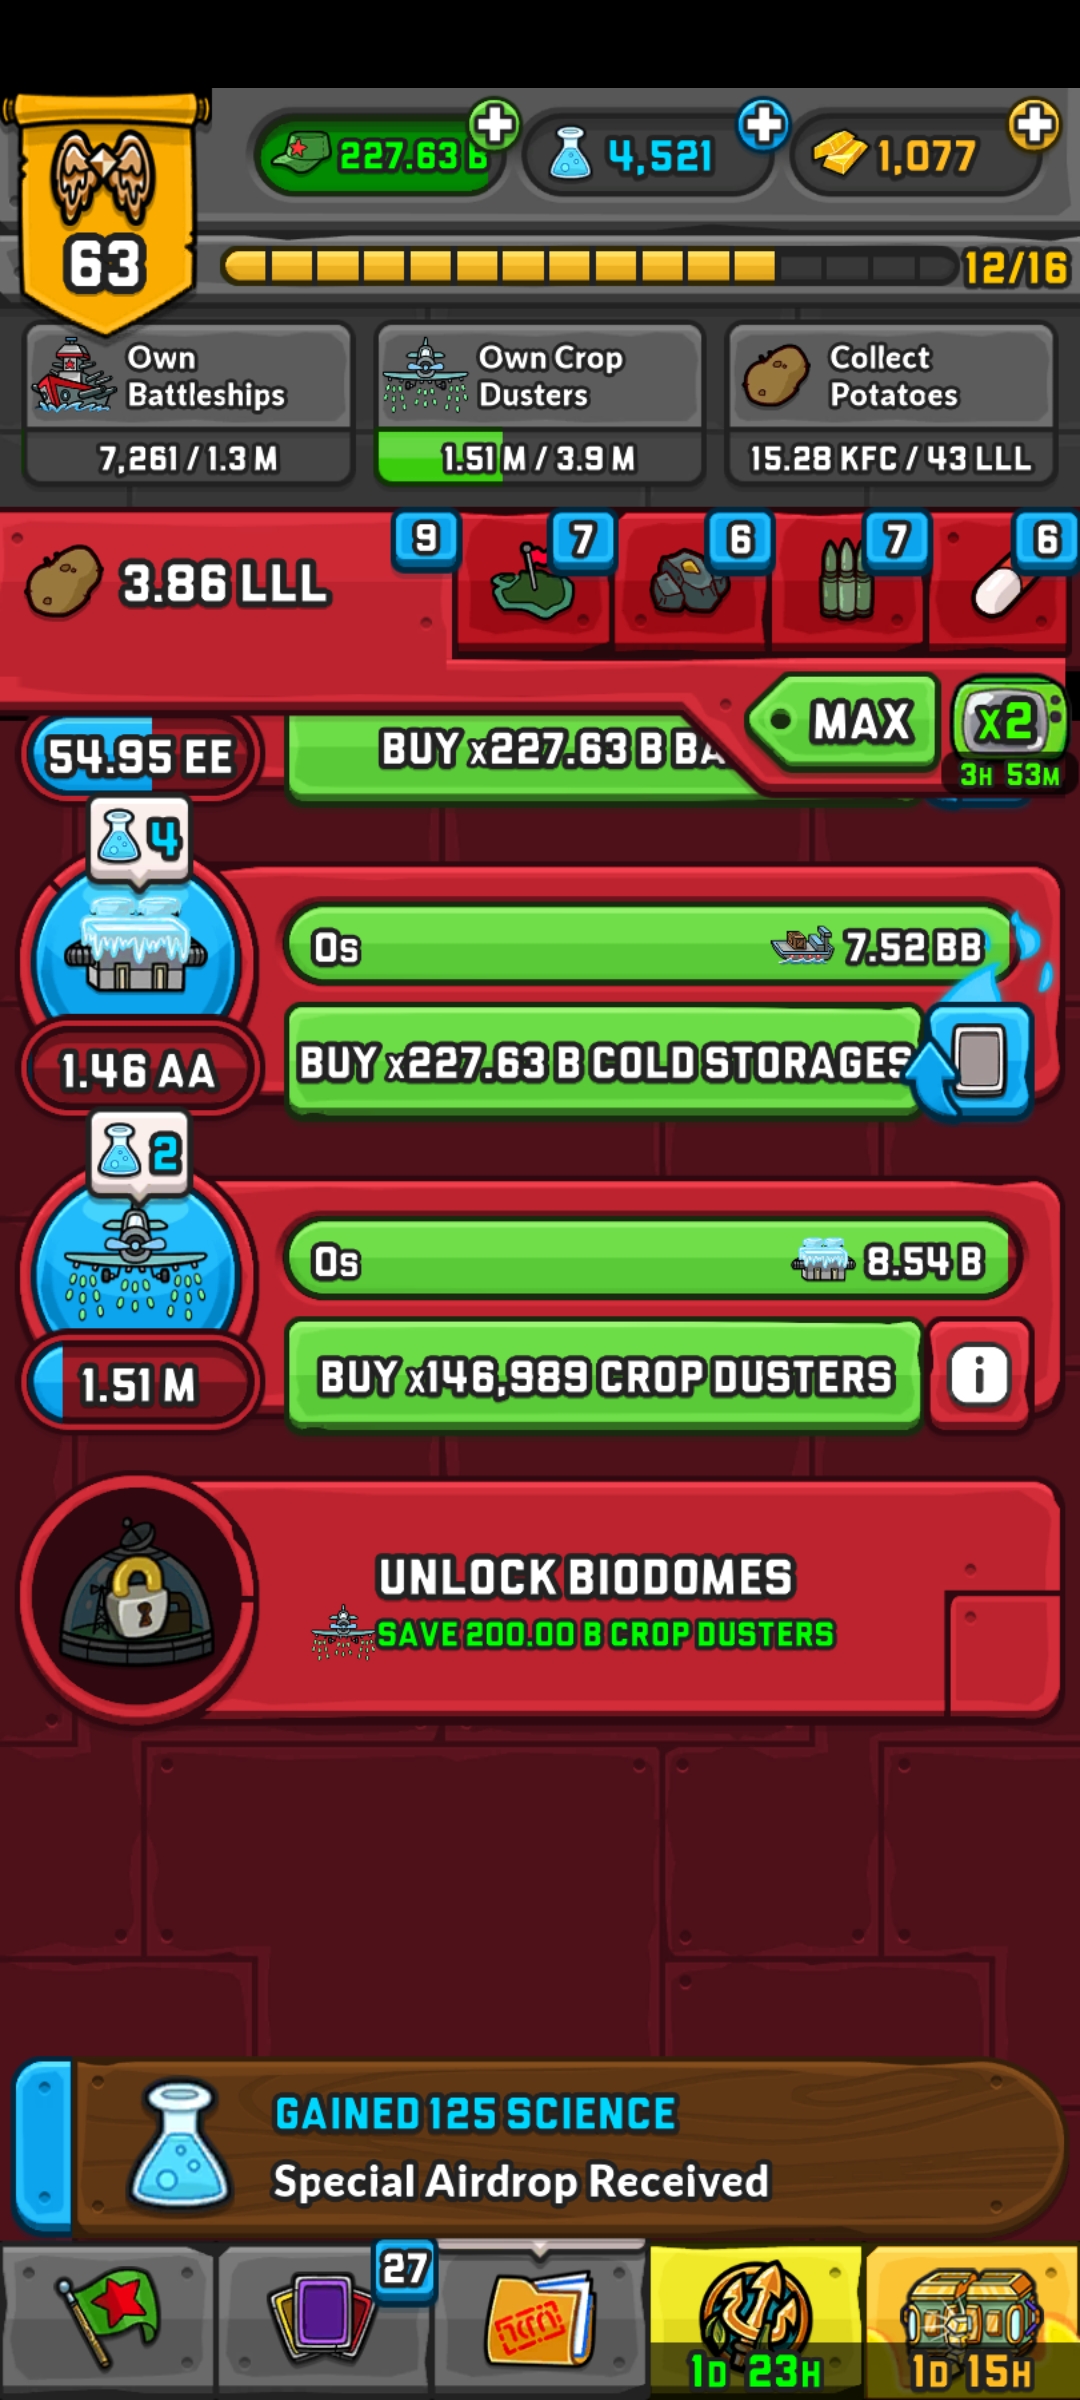 227.63 B
4,521
1,077
63
12/16
Own
Battleships
7,261 / 1.3 M
Own Crop
Dusters
1.51 M / 3.9 M
Collect
Potatoes
15.28 KFC / 43 LLL
3.86 LLL
9
7
6
7
6
MAX
X2
3H 53M
54.95 EE
BUY x227.63 B BA
4
0s
7.52 BB
1.46 AA
BUY x227.63 B COLD STORAGES
2
0s
8.54 B
1.51 M
BUY x146,989 CROP DUSTERS
i
UNLOCK BIODOMES
SAVE 200.00 B CROP DUSTERS
GAINED 125 SCIENCE
Special Airdrop Received
27
1D 23H
1D 15H